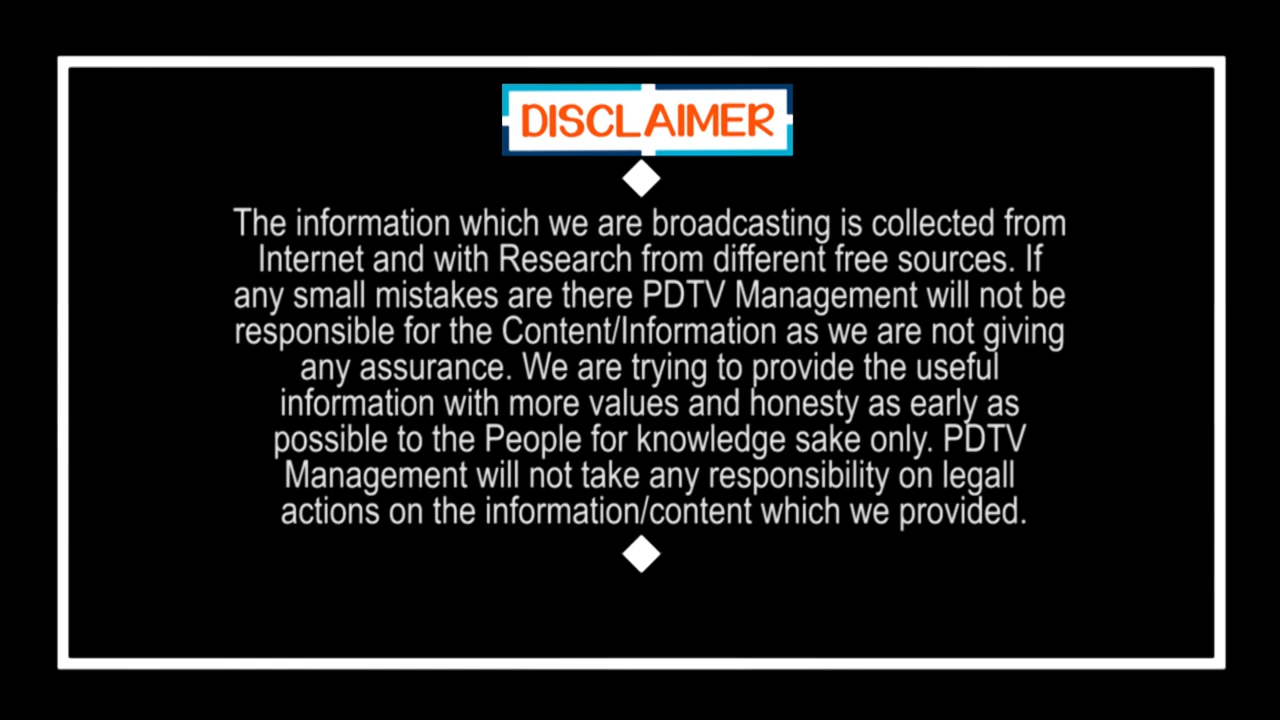 DISCLAIMER
The information which we are broadcasting is collected from
Internet and with Research from different free sources. If
any small mistakes are there PDTV Management will not be
responsible for the Content/Information as we are not giving
any assurance. We are trying to provide the useful
information with more values and honesty as early as
possible to the People for knowledge sake only. PDTV
Management will not take any responsibility on legall
actions on the information/content which we provided.